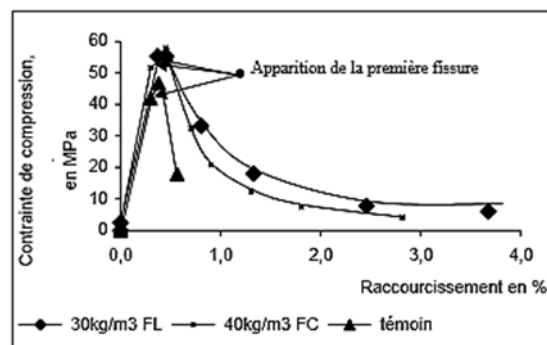 Contrainte de compression,
en MPa
60
50
40
30
20
10
0
Apparition de la première fissure
0,0 1,0 2,0 3,0 4,0
Raccourcissement en %
30kg/m3 FL 40kg/m3 FC témoin